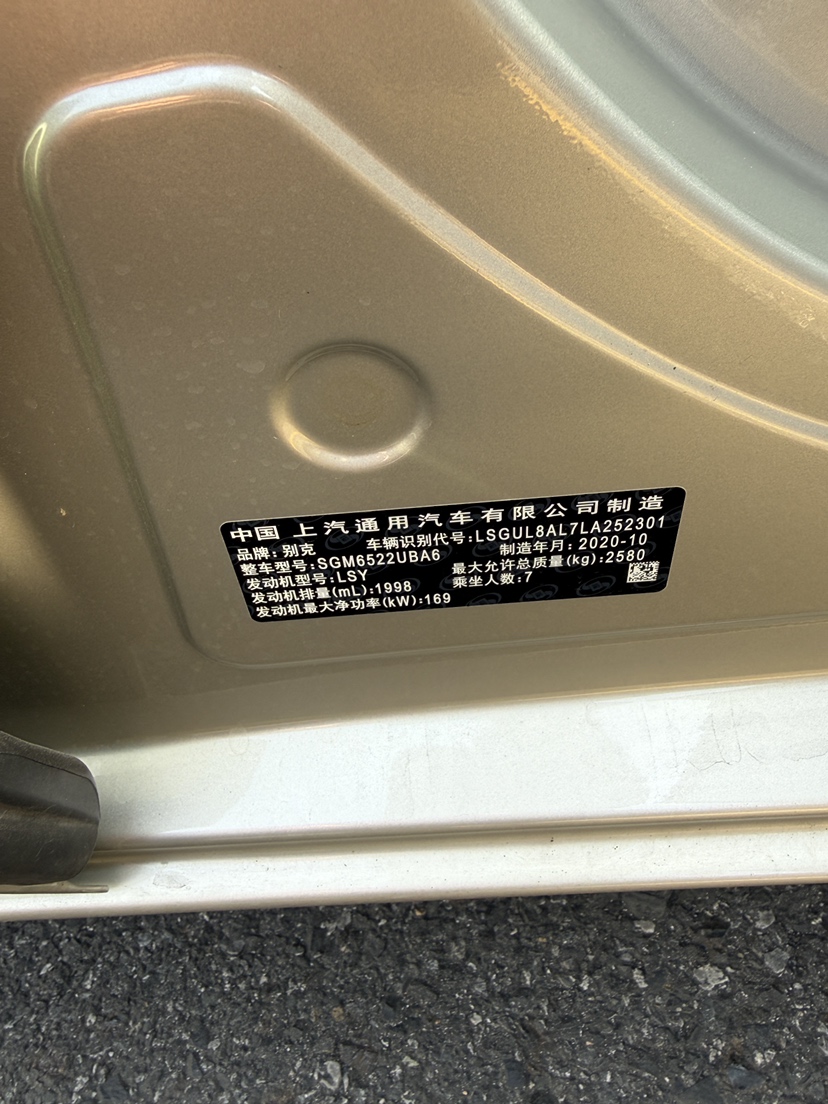 中国 上汽通用汽车有限公司制造
品牌:别克 车辆识别代号:LSGUL8AL7LA252301
整车型号:SGM6522UBA6 制造年月:2020-10
发动机型号:LSY 最大允许总质量(kg):2580
发动机排量(mL):1998 乘坐人数:7
发动机最大净功率(kW):169